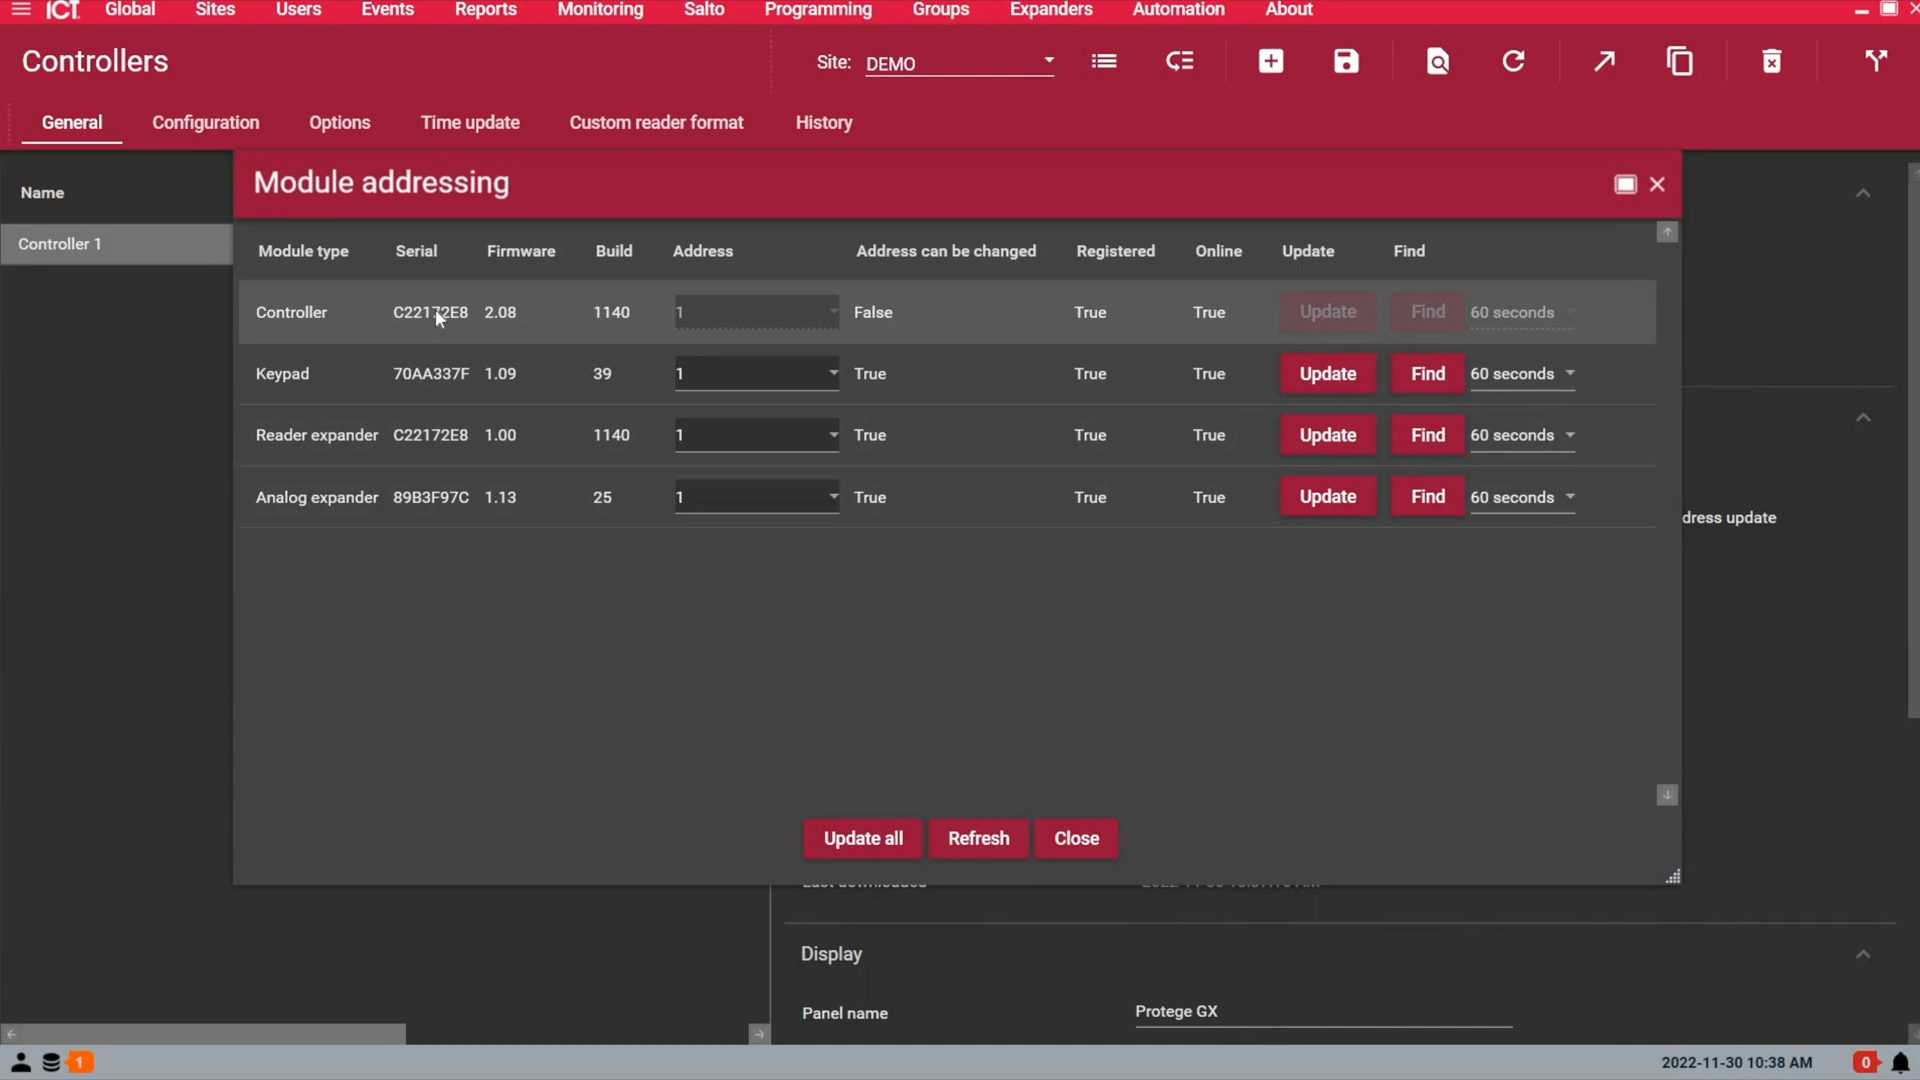 ICT Global Sites Users Events Reports Monitoring Salto Programming Groups Expanders Automation About
Controllers Site: DEMO
General Configuration Options Time update Custom reader format History
Name
Controller 1
Module addressing
Module type Serial Firmware Build Address Address can be changed Registered Online Update Find
Controller C22172E8 2.08 1140 1 False True True Update Find 60 seconds
Keypad 70AA337F 1.09 39 1 True True True Update Find 60 seconds
Reader expander C22172E8 1.00 1140 1 True True True Update Find 60 seconds
Analog expander 89B3F97C 1.13 25 1 True True True Update Find 60 seconds
dress update
Update all Refresh Close
Display
Panel name Protege GX
1 2022-11-30 10:38 AM 0